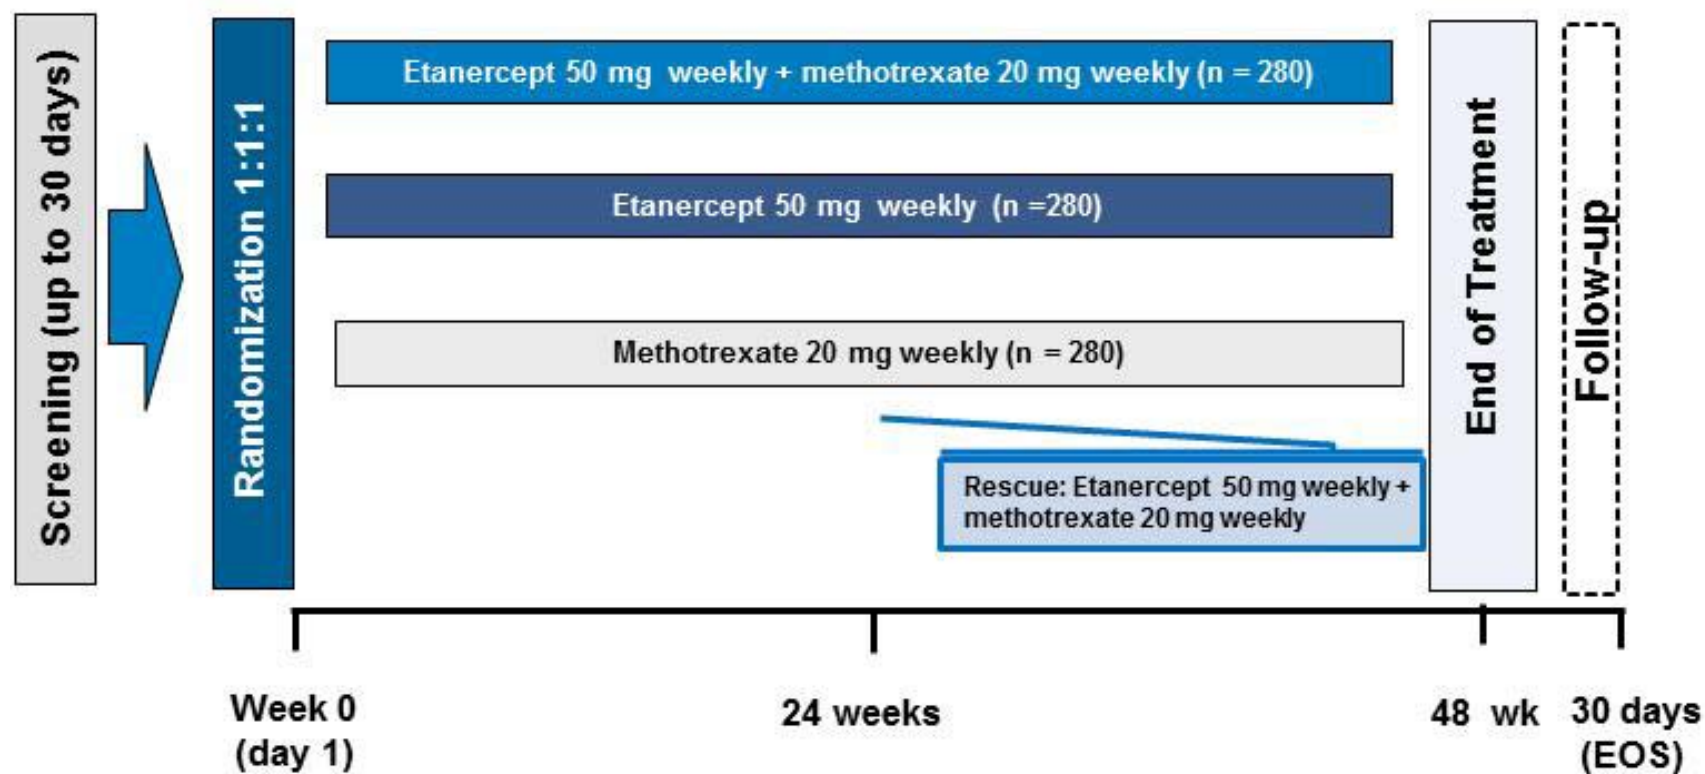 Screening (up to 30 days)
Randomization 1:1:1
Etanercept 50 mg weekly + methotrexate 20 mg weekly (n = 280)
Etanercept 50 mg weekly (n =280)
Methotrexate 20 mg weekly (n = 280)
Rescue: Etanercept 50 mg weekly +
methotrexate 20 mg weekly
End of Treatment
Follow-up
Week 0
(day 1)
24 weeks
48 wk
30 days
(EOS)